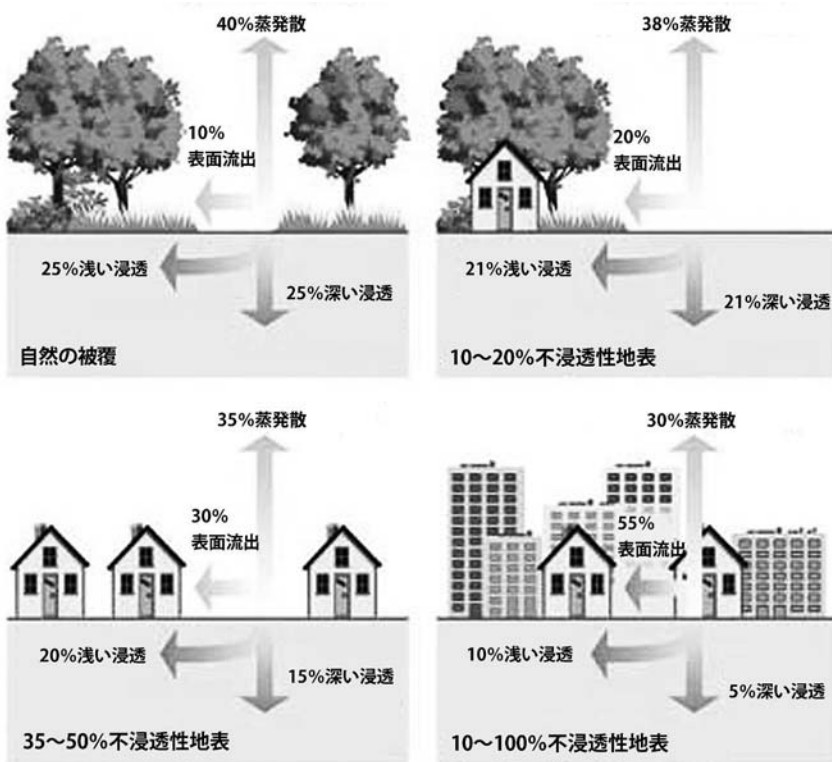 40%蒸発散
10%
表面流出
25%浅い浸透
25%深い浸透
自然の被覆
38%蒸発散
20%
表面流出
21%浅い浸透
21%深い浸透
10〜20%不浸透性地表
35%蒸発散
30%
表面流出
20%浅い浸透
15%深い浸透
35〜50%不浸透性地表
30%蒸発散
55%
表面流出
10%浅い浸透
5%深い浸透
10〜100%不浸透性地表